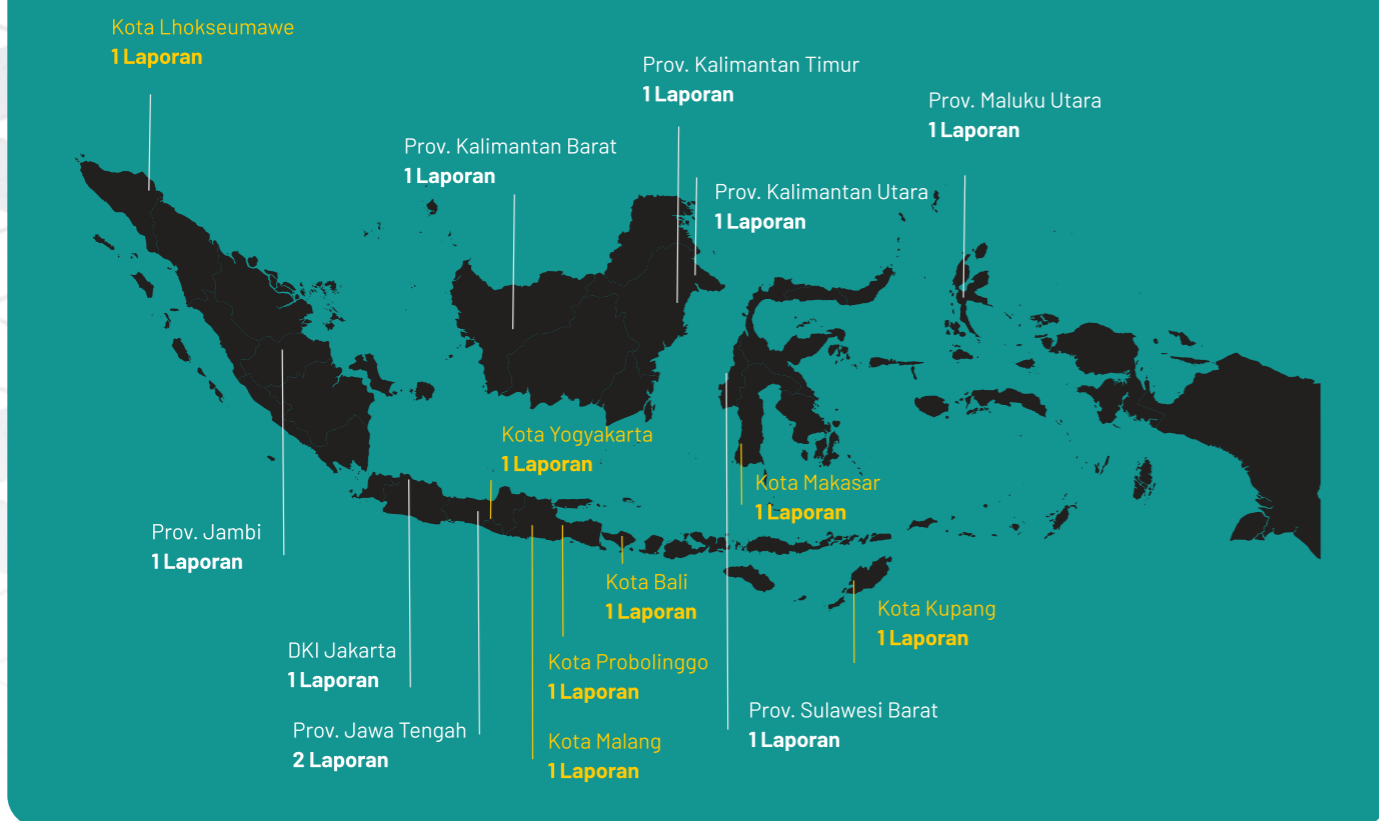 Kota Lhokseumawe
1 Laporan
Prov. Kalimantan Timur
1 Laporan
Prov. Maluku Utara
1 Laporan
Prov. Kalimantan Barat
1 Laporan
Prov. Kalimantan Utara
1 Laporan
Kota Yogyakarta
1 Laporan
Kota Makasar
1 Laporan
Prov. Jambi
1 Laporan
Kota Bali
1 Laporan
Kota Kupang
1 Laporan
DKI Jakarta
1 Laporan
Kota Probolinggo
1 Laporan
Prov. Sulawesi Barat
1 Laporan
Prov. Jawa Tengah
2 Laporan
Kota Malang
1 Laporan